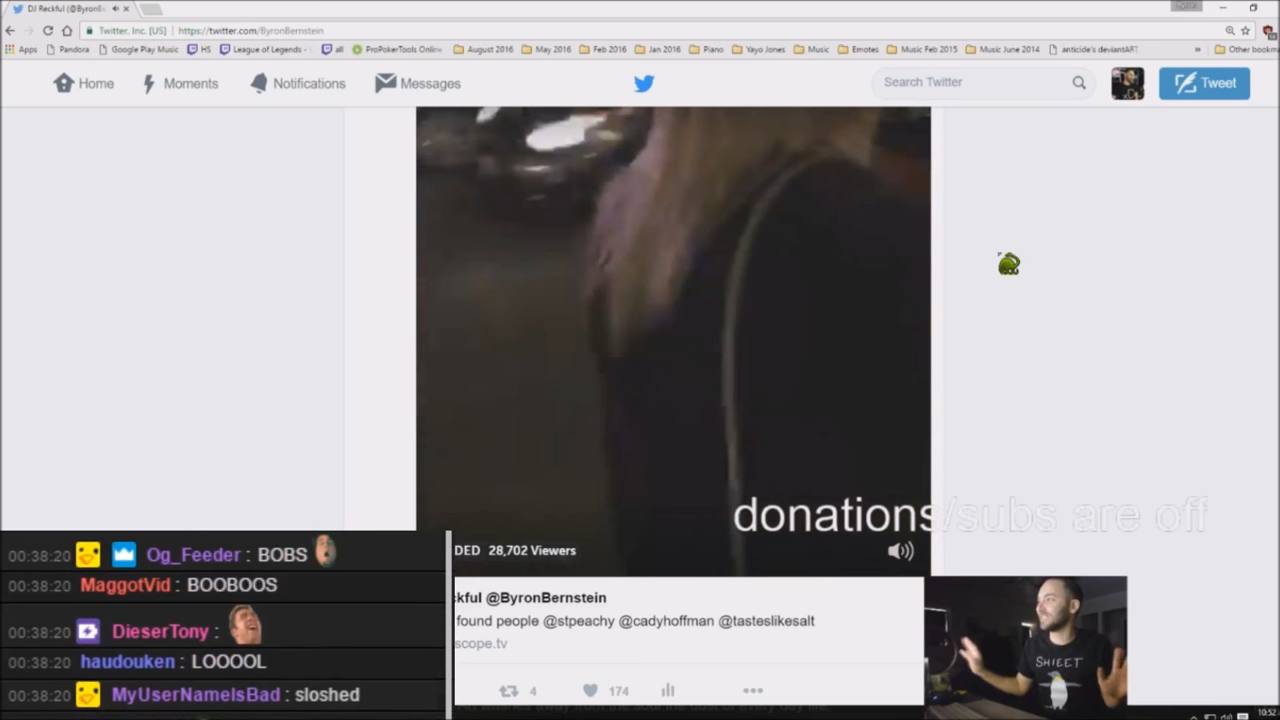 DJ Reckful (@ByronBe
Twitter, Inc. [US] https://twitter.com/ByronBernstein
Apps Pandora Google Play Music HS League of Legends - all ProPokerTools Online August 2016 May 2016 Feb 2016 Jan 2016 Piano Yayo Jones Music Emotes Music Feb 2015 Music June 2014 anticide's deviantART » Other bookm
Home Moments Notifications Messages Search Twitter Tweet
donations/subs are off
DED 28,702 Viewers
00:38:20 Og_Feeder : BOBS
00:38:20 MaggotVid : BOOBOOS
00:38:20 DieserTony :
00:38:20 haudouken : LOOOOL
00:38:20 MyUserNameIsBad : sloshed
ckful @ByronBernstein
found people @stpeachy @cadyhoffman @tasteslikesalt
scope.tv
4 174
SHIEET
10:52